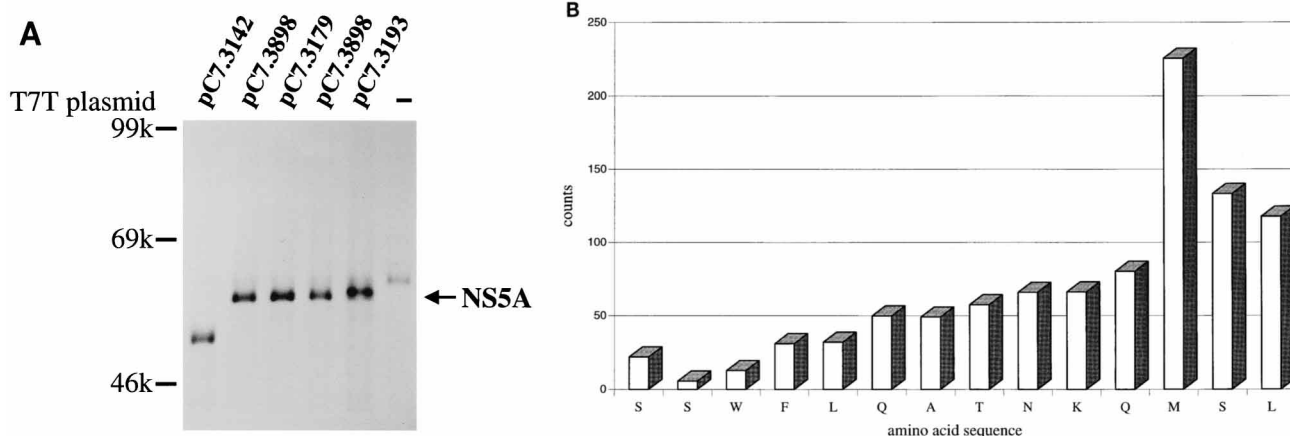 A
T7T plasmid
pC7.3142
pC7.3898
pC7.3179
pC7.3898
pC7.3193
–
99k
69k
46k
NS5A
B
250
200
150
100
50
0
counts
S S W F L Q A T N K Q M S L
amino acid sequence